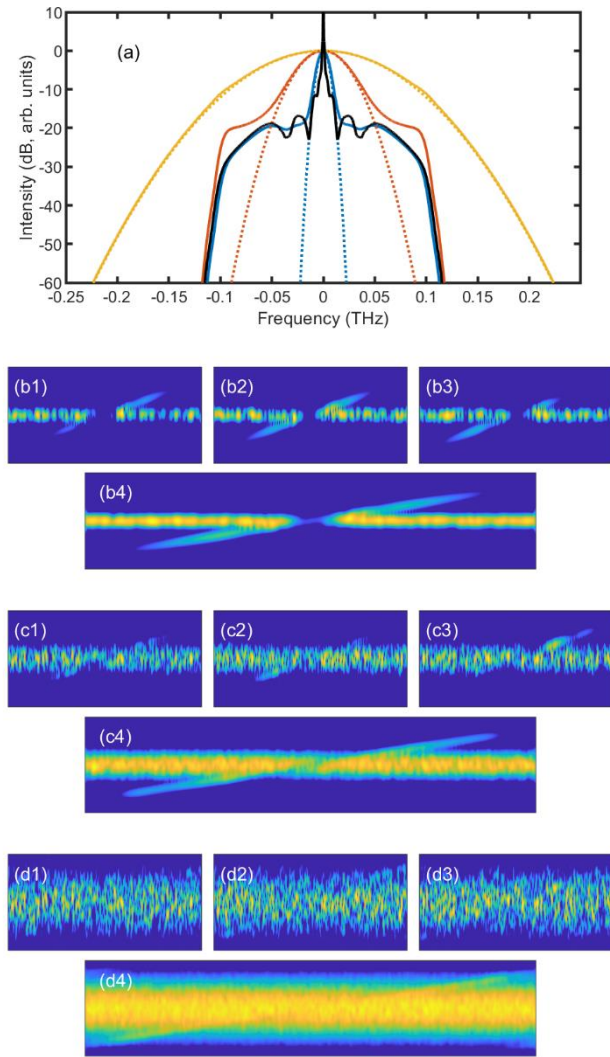 (a)
Intensity (dB, arb. units)
10
0
-10
-20
-30
-40
-50
-60
-0.25 -0.2 -0.15 -0.1 -0.05 0 0.05 0.1 0.15 0.2
Frequency (THz)
(b1) (b2) (b3)
(b4)
(c1) (c2) (c3)
(c4)
(d1) (d2) (d3)
(d4)